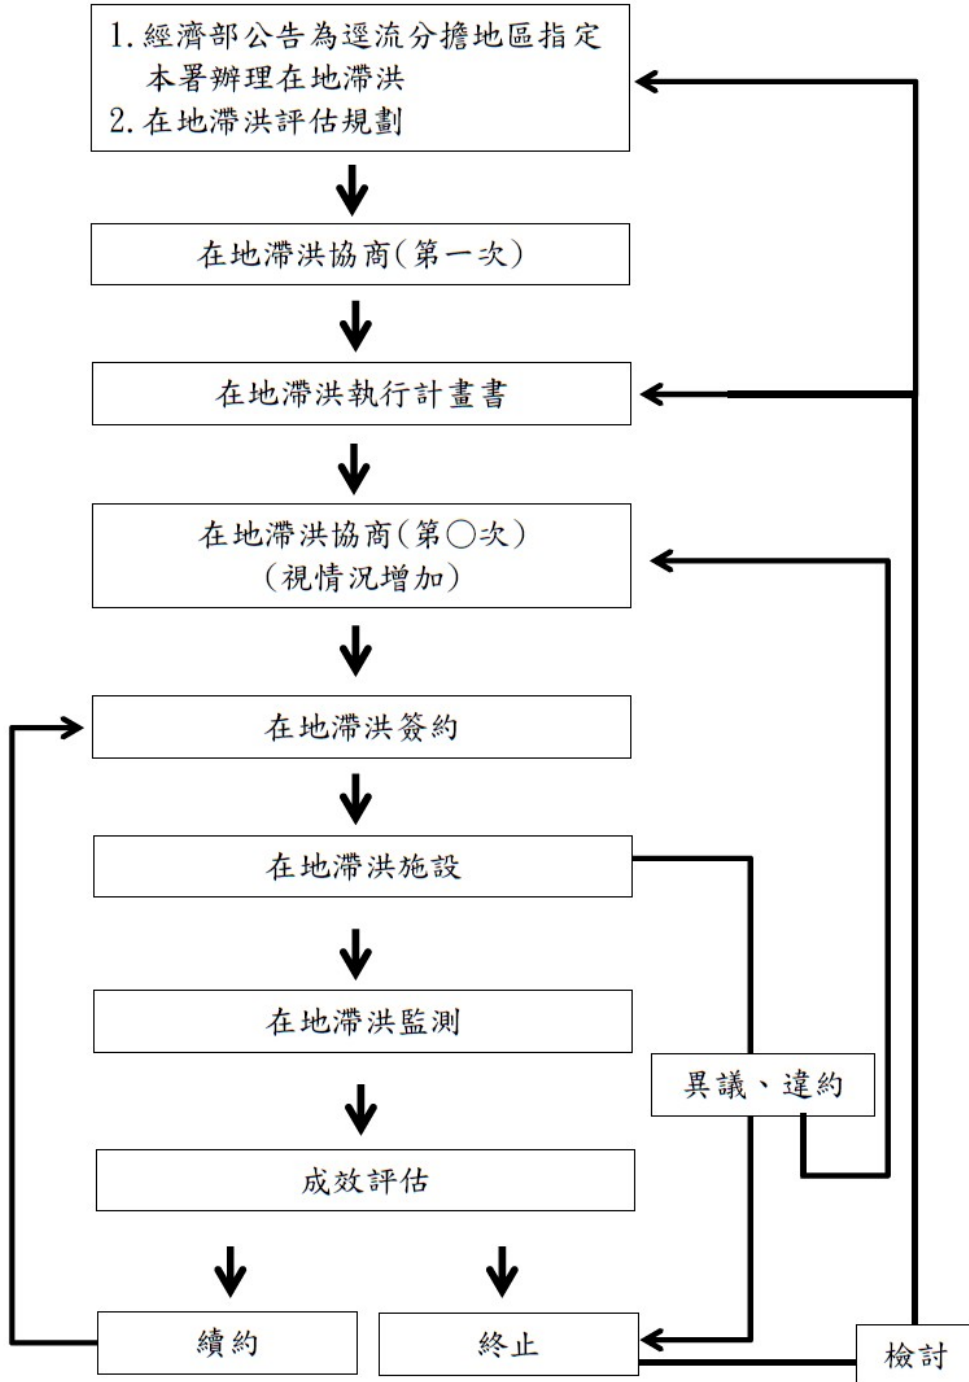 1.經濟部公告為逕流分擔地區指定
本署辦理在地滯洪
2.在地滯洪評估規劃
在地滯洪協商(第一次)
在地滯洪執行計畫書
在地滯洪協商(第○次)
(視情況增加)
在地滯洪簽約
在地滯洪施設
在地滯洪監測
異議、違約
成效評估
續約
終止
檢討